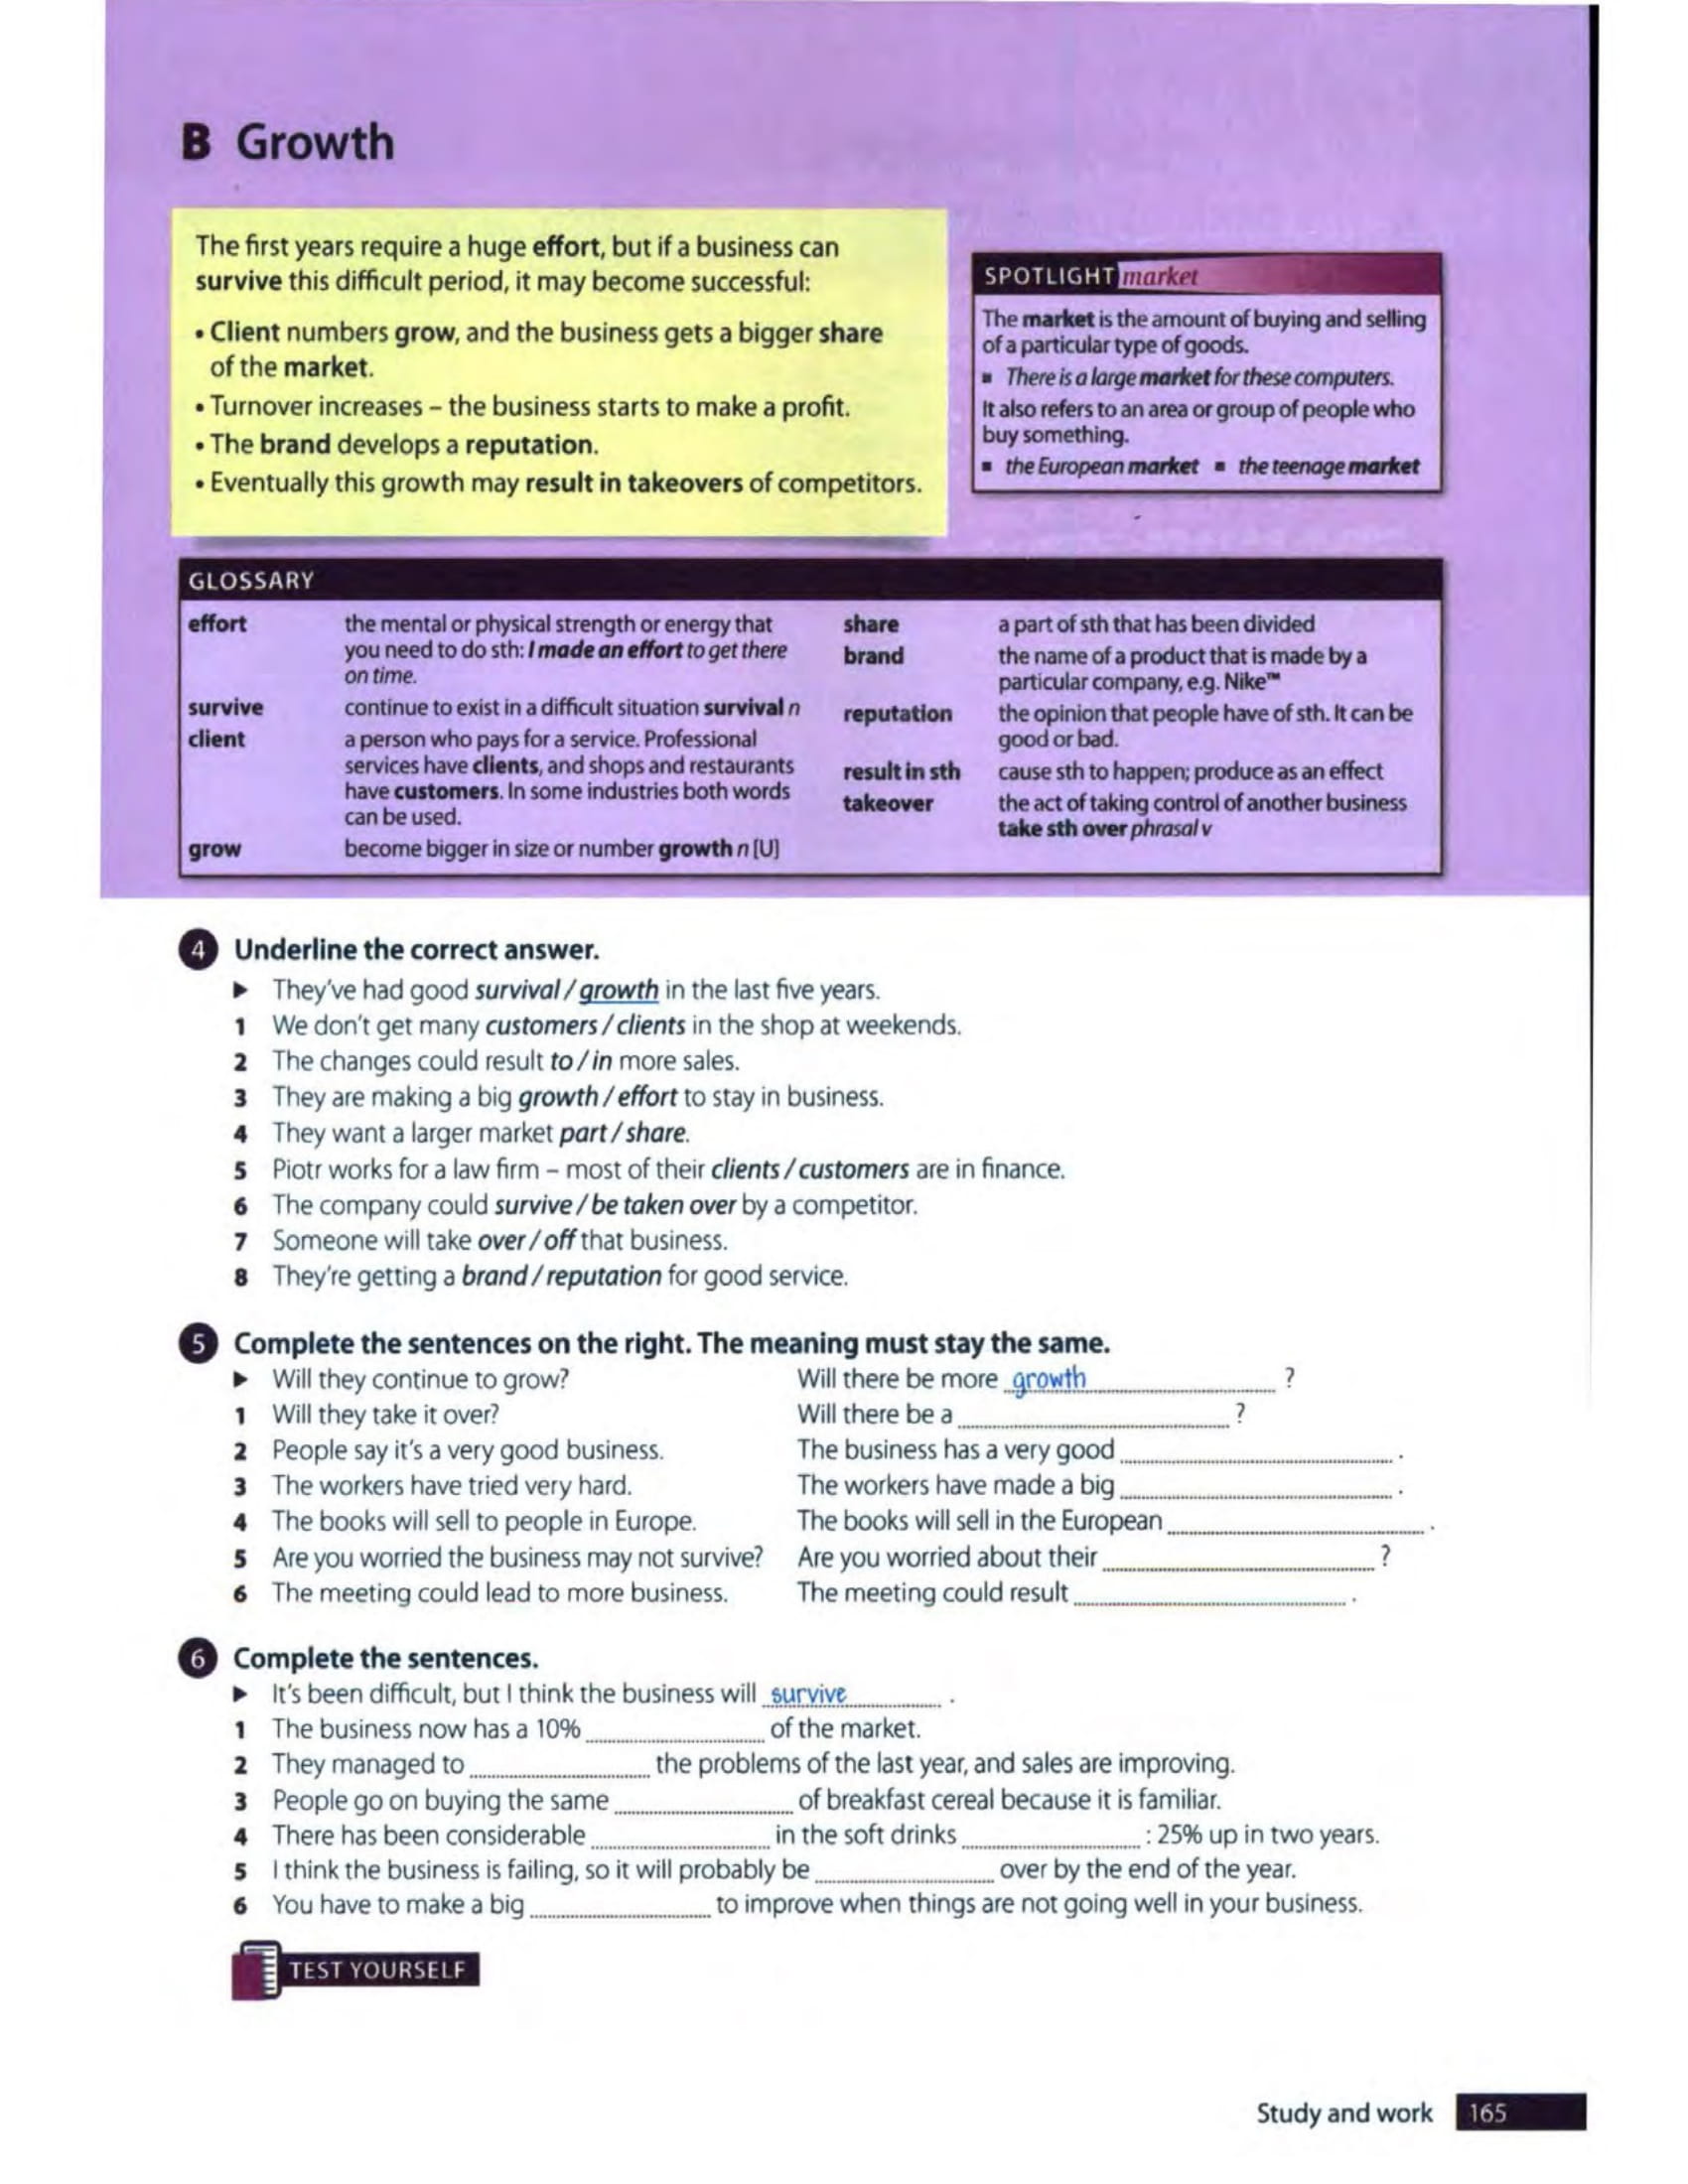 B Growth
The first years require a huge effort, but if a business can
survive this difficult period, it may become successful:
• Client numbers grow, and the business gets a bigger share
of the market.
• Turnover increases – the business starts to make a profit.
• The brand develops a reputation.
• Eventually this growth may result in takeovers of competitors.
SPOTLIGHT market
The market is the amount of buying and selling
of a particular type of goods.
▪ There is a large market for these computers.
It also refers to an area or group of people who
buy something.
▪ the European market ▪ the teenage market
GLOSSARY
effort the mental or physical strength or energy that
you need to do sth: I made an effort to get there
on time.
survive continue to exist in a difficult situation survival n
client a person who pays for a service. Professional
services have clients, and shops and restaurants
have customers. In some industries both words
can be used.
grow become bigger in size or number growth n [U]
share a part of sth that has been divided
brand the name of a product that is made by a
particular company, e.g. Nike™
reputation the opinion that people have of sth. It can be
good or bad.
result in sth cause sth to happen; produce as an effect
takeover the act of taking control of another business
take sth over phrasal v
4 Underline the correct answer.
▶ They've had good survival / growth in the last five years.
1 We don't get many customers / clients in the shop at weekends.
2 The changes could result to / in more sales.
3 They are making a big growth / effort to stay in business.
4 They want a larger market part / share.
5 Piotr works for a law firm – most of their clients / customers are in finance.
6 The company could survive / be taken over by a competitor.
7 Someone will take over / off that business.
8 They're getting a brand / reputation for good service.
5 Complete the sentences on the right. The meaning must stay the same.
▶ Will they continue to grow? Will there be more growth ?
1 Will they take it over? Will there be a ?
2 People say it's a very good business. The business has a very good .
3 The workers have tried very hard. The workers have made a big .
4 The books will sell to people in Europe. The books will sell in the European .
5 Are you worried the business may not survive? Are you worried about their ?
6 The meeting could lead to more business. The meeting could result .
6 Complete the sentences.
▶ It's been difficult, but I think the business will survive .
1 The business now has a 10% of the market.
2 They managed to the problems of the last year, and sales are improving.
3 People go on buying the same of breakfast cereal because it is familiar.
4 There has been considerable in the soft drinks : 25% up in two years.
5 I think the business is failing, so it will probably be over by the end of the year.
6 You have to make a big to improve when things are not going well in your business.
TEST YOURSELF
Study and work 165